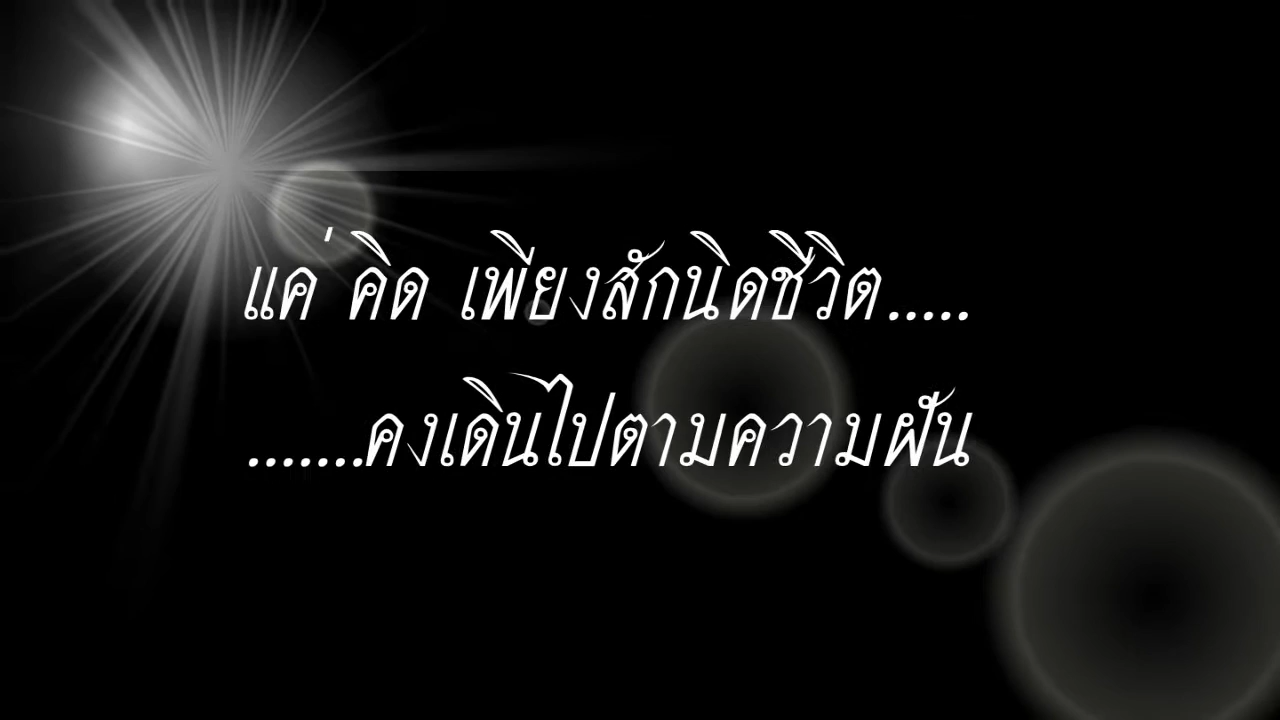 แค่ คิด เพียงสักนิดชีวิต.....
.......คงเดินไปตามความฝัน